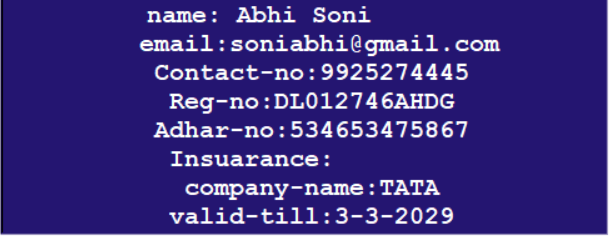 name: Abhi Soni
email:soniabhi@gmail.com
Contact-no:9925274445
Reg-no:DL012746AHDG
Adhar-no:534653475867
Insuarance:
company-name:TATA
valid-till:3-3-2029